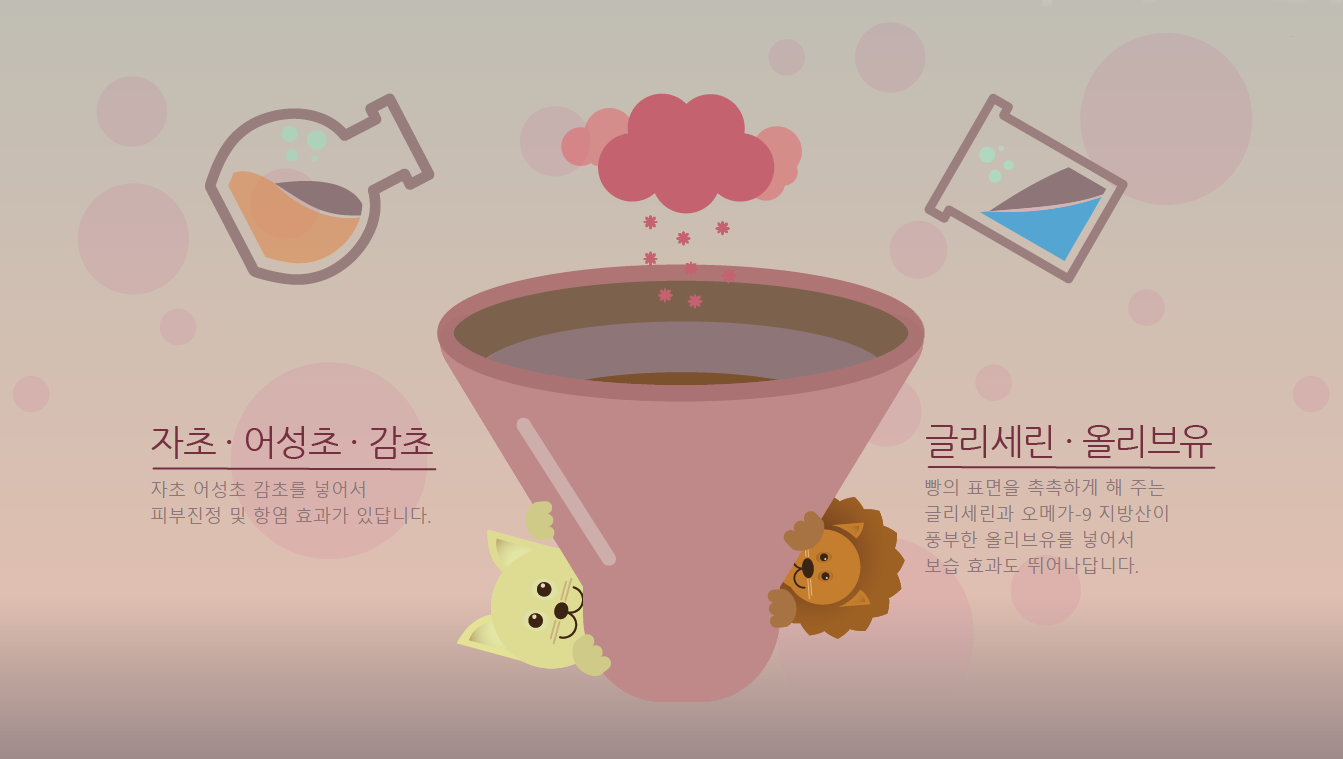 자초 · 어성초 · 감초
자초 어성초 감초를 넣어서
피부진정 및 항염 효과가 있답니다.
글리세린 · 올리브유
빵의 표면을 촉촉하게 해 주는
글리세린과 오메가-9 지방산이
풍부한 올리브유를 넣어서
보습 효과도 뛰어나답니다.